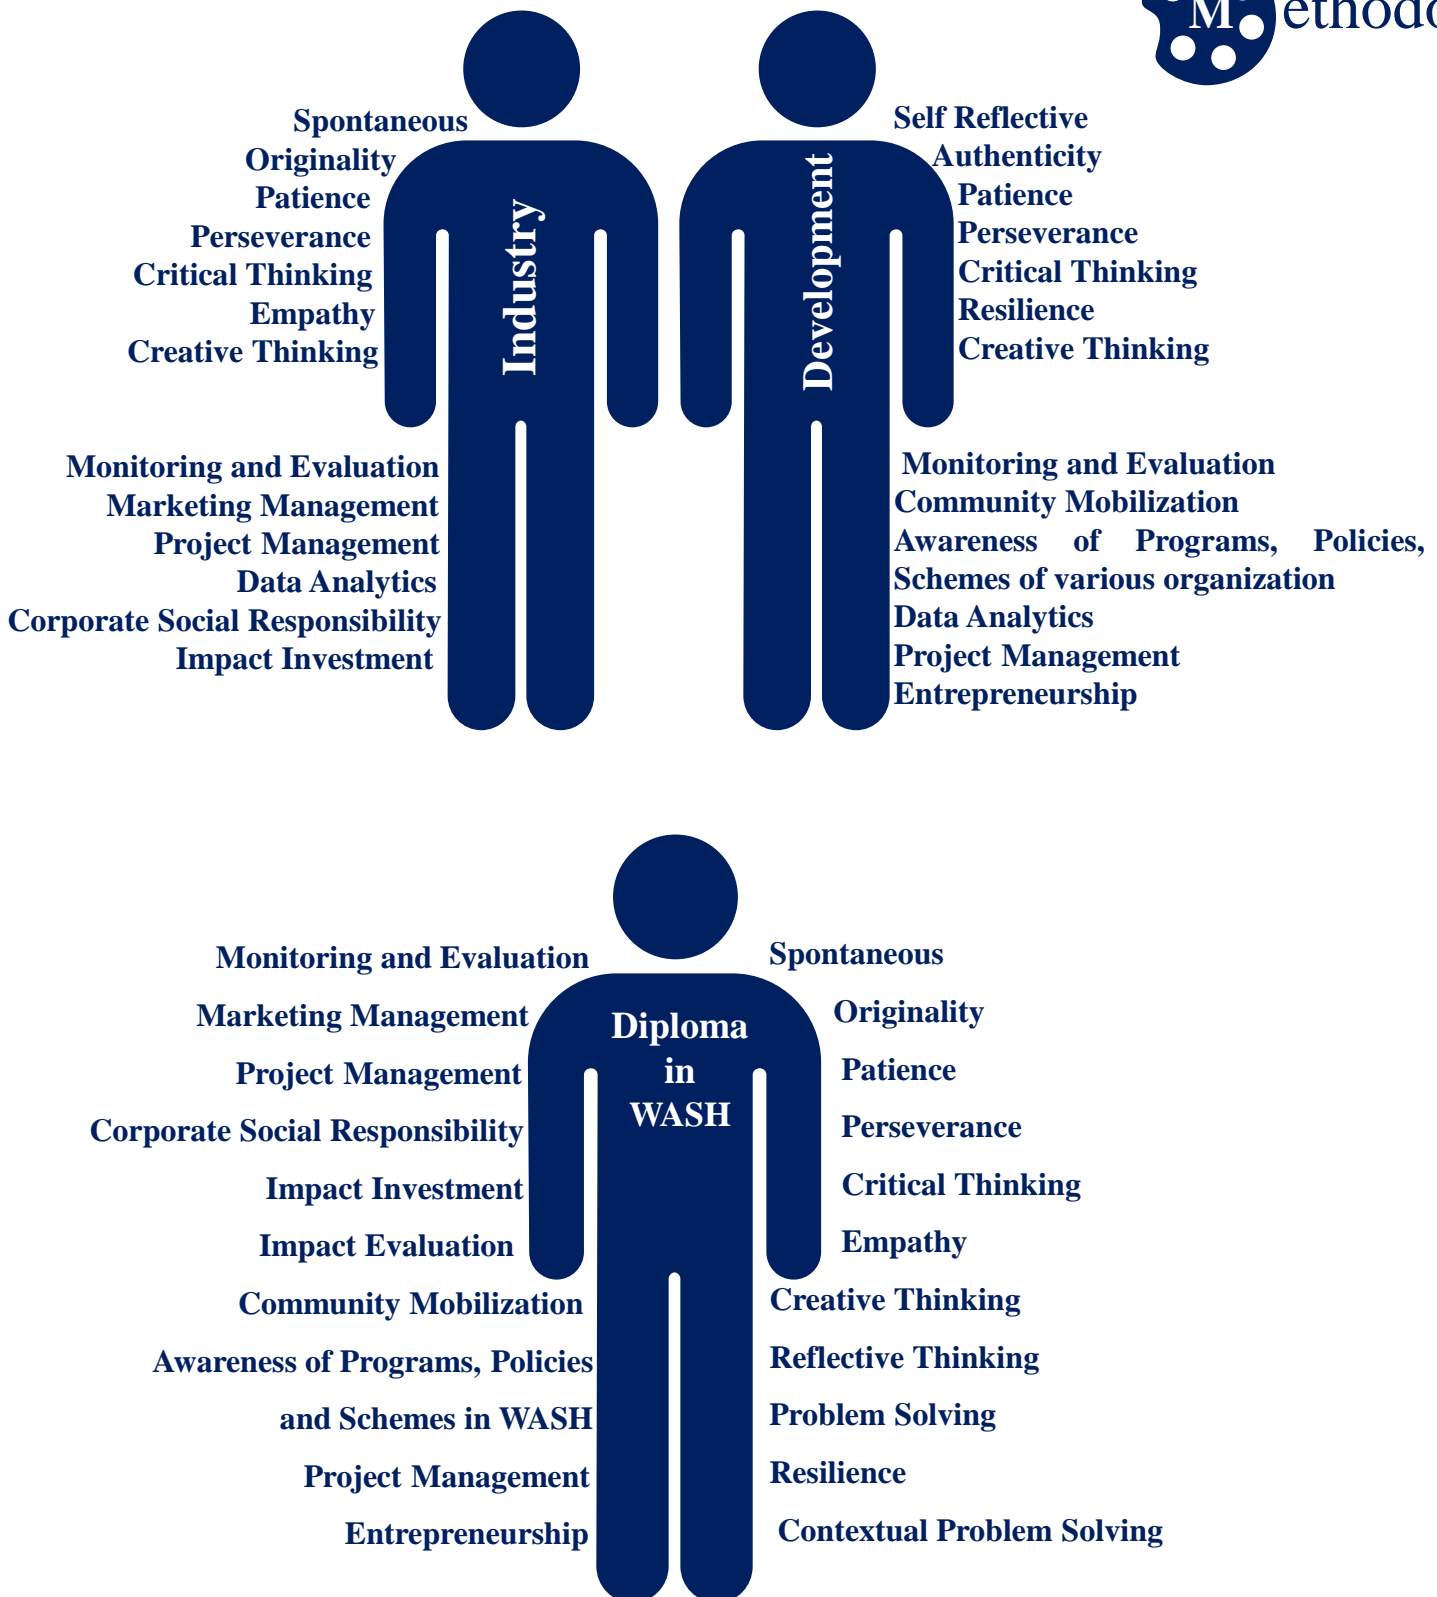 Methodo
Spontaneous
Originality
Patience
Perseverance
Critical Thinking
Empathy
Creative Thinking
Industry
Monitoring and Evaluation
Marketing Management
Project Management
Data Analytics
Corporate Social Responsibility
Impact Investment
Development
Self Reflective
Authenticity
Patience
Perseverance
Critical Thinking
Resilience
Creative Thinking
Monitoring and Evaluation
Community Mobilization
Awareness of Programs, Policies,
Schemes of various organization
Data Analytics
Project Management
Entrepreneurship
Diploma
in
WASH
Monitoring and Evaluation
Marketing Management
Project Management
Corporate Social Responsibility
Impact Investment
Impact Evaluation
Community Mobilization
Awareness of Programs, Policies
and Schemes in WASH
Project Management
Entrepreneurship
Spontaneous
Originality
Patience
Perseverance
Critical Thinking
Empathy
Creative Thinking
Reflective Thinking
Problem Solving
Resilience
Contextual Problem Solving